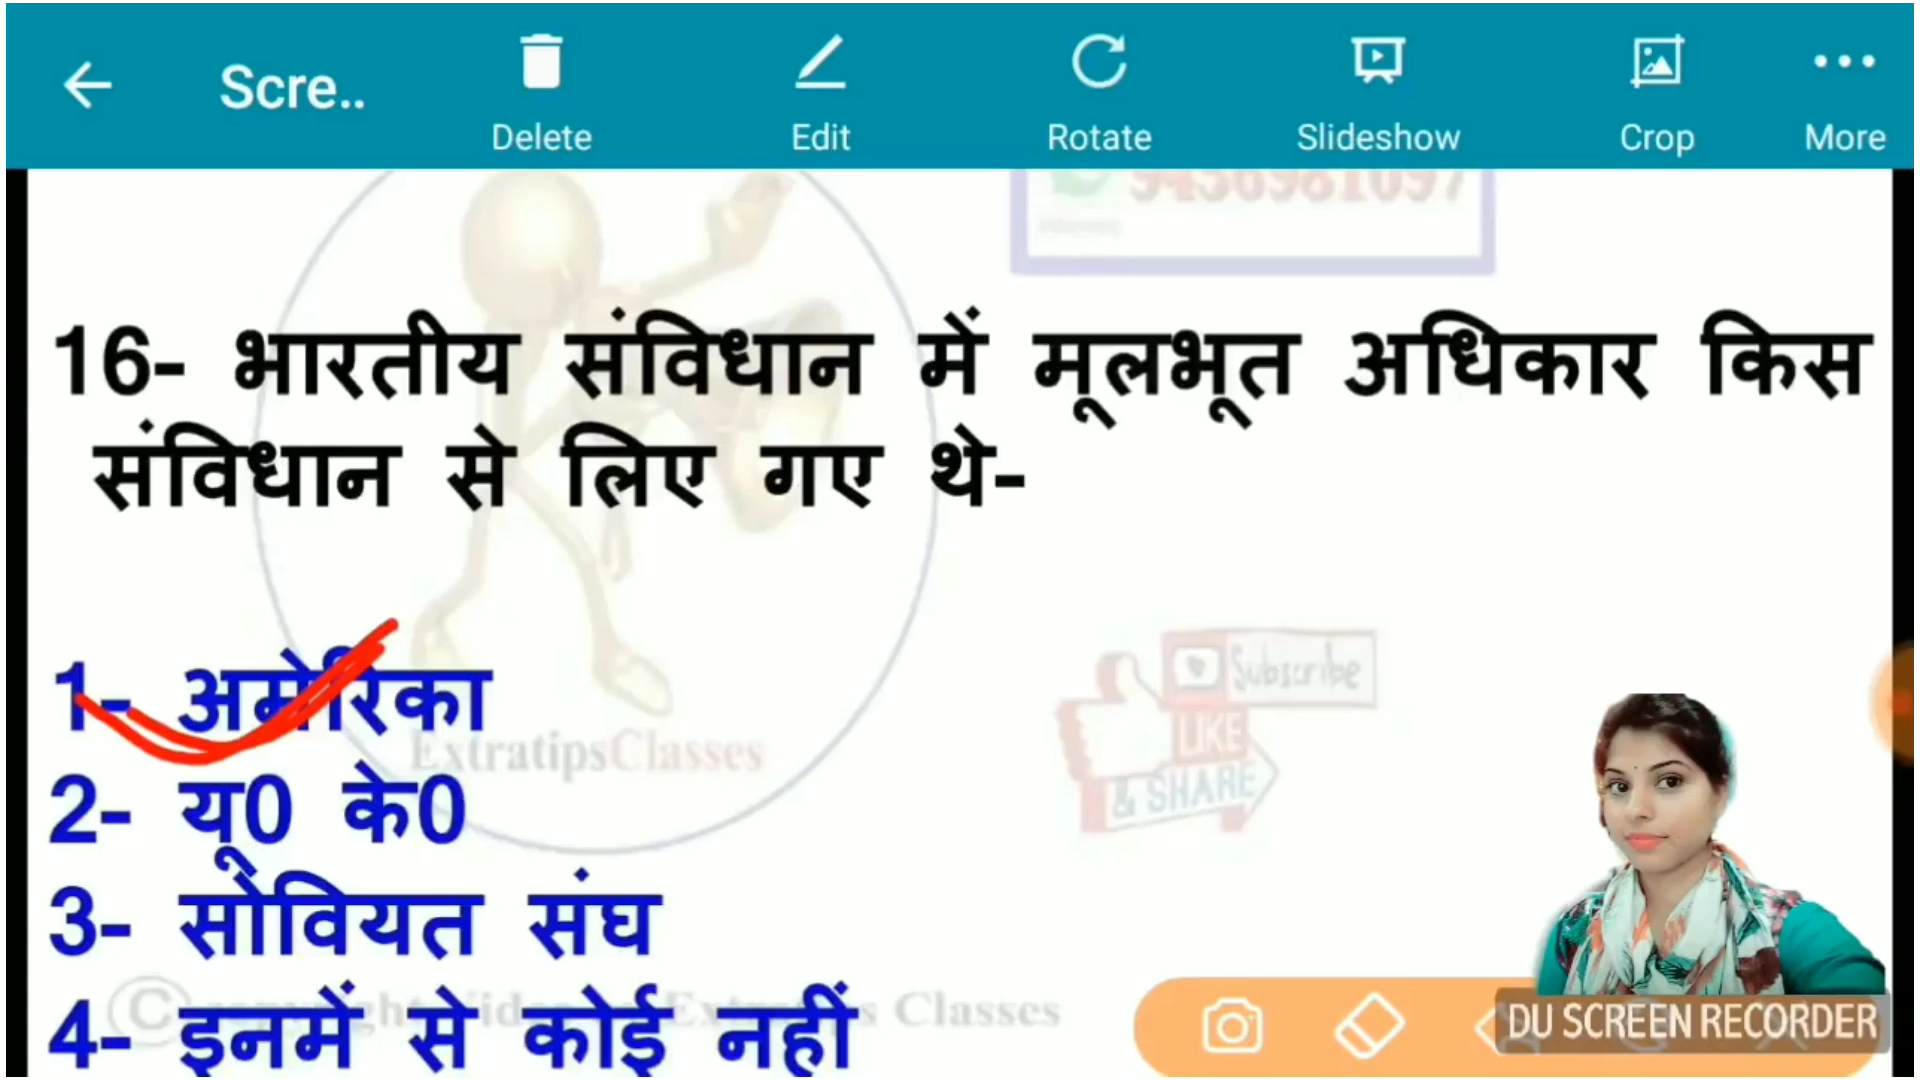 Scre..
Delete
Edit
Rotate
Slideshow
Crop
More
16- भारतीय संविधान में मूलभूत अधिकार किस
संविधान से लिए गए थे-
1- अमेरिका
ExtratipsClasses
Subscribe
LIKE
& SHARE
2- यू0 के0
3- सोवियत संघ
4- इनमें से कोई नहीं
Classes
DU SCREEN RECORDER